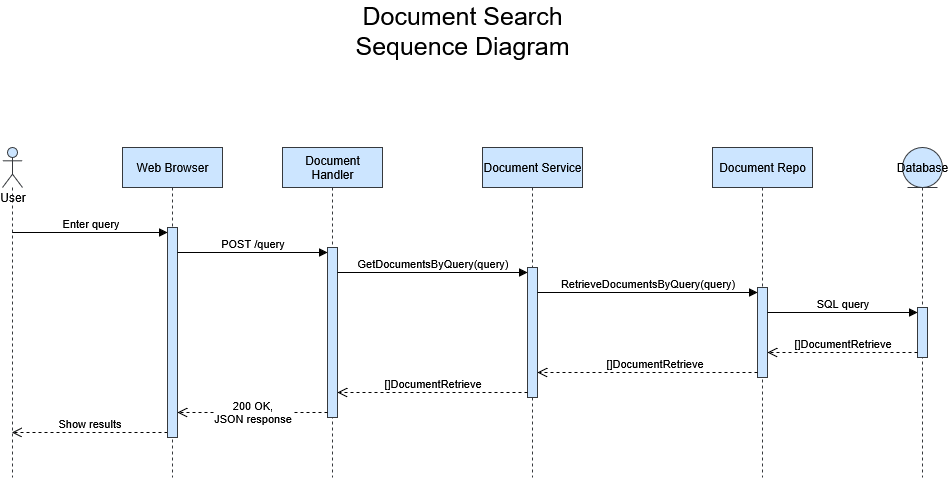 Document Search
Sequence Diagram
Web Browser
Document
Handler
Document Service
Document Repo
Database
User
Enter query
POST /query
GetDocumentsByQuery(query)
RetrieveDocumentsByQuery(query)
SQL query
[]DocumentRetrieve
[]DocumentRetrieve
[]DocumentRetrieve
200 OK,
JSON response
Show results